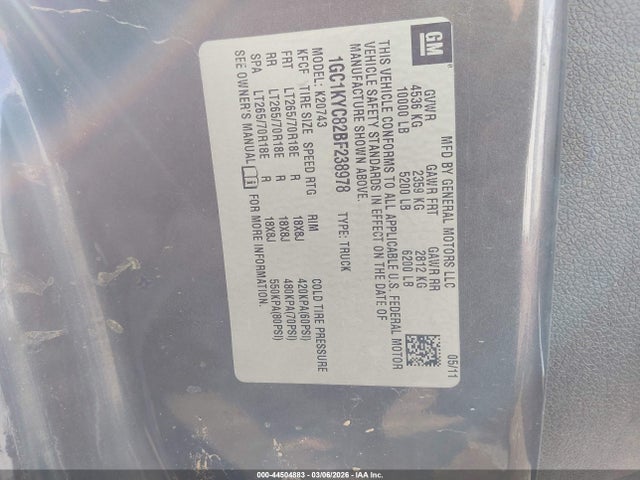 GM
MFD BY GENERAL MOTORS LLC
05/11
GVWR GAWR FRT GAWR RR
4536 KG 2359 KG 2812 KG
10000 LB 5200 LB 6200 LB
THIS VEHICLE CONFORMS TO ALL APPLICABLE U.S. FEDERAL MOTOR
VEHICLE SAFETY STANDARDS IN EFFECT ON THE DATE OF
MANUFACTURE SHOWN ABOVE.
1GC1KYC82BF238978 TYPE: TRUCK
MODEL: K20743
KFCF TIRE SIZE SPEED RTG RIM COLD TIRE PRESSURE
FRT LT265/70R18E R 18X8J 420KPA(60PSI)
RR LT265/70R18E R 18X8J 480KPA(70PSI)
SPA LT265/70R18E R 18X8J 550KPA(80PSI)
SEE OWNER'S MANUAL FOR MORE INFORMATION.
000-44504883 - 03/06/2026 - IAA Inc.